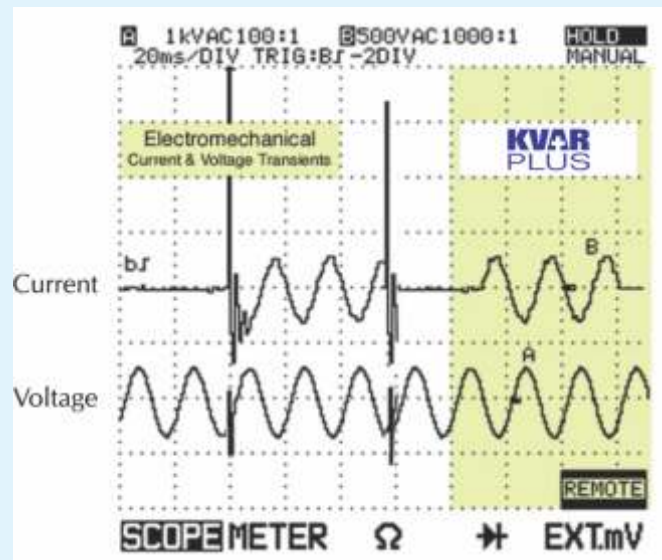 A 1kVAC100:1 B500VAC1000:1 HOLD
20ms/DIV TRIG:B∫-2DIV MANUAL
Electromechanical
Current & Voltage Transients
KVAR
PLUS
b∫
B
Current
A
Voltage
REMOTE
SCOPE METER Ω EXT.mV